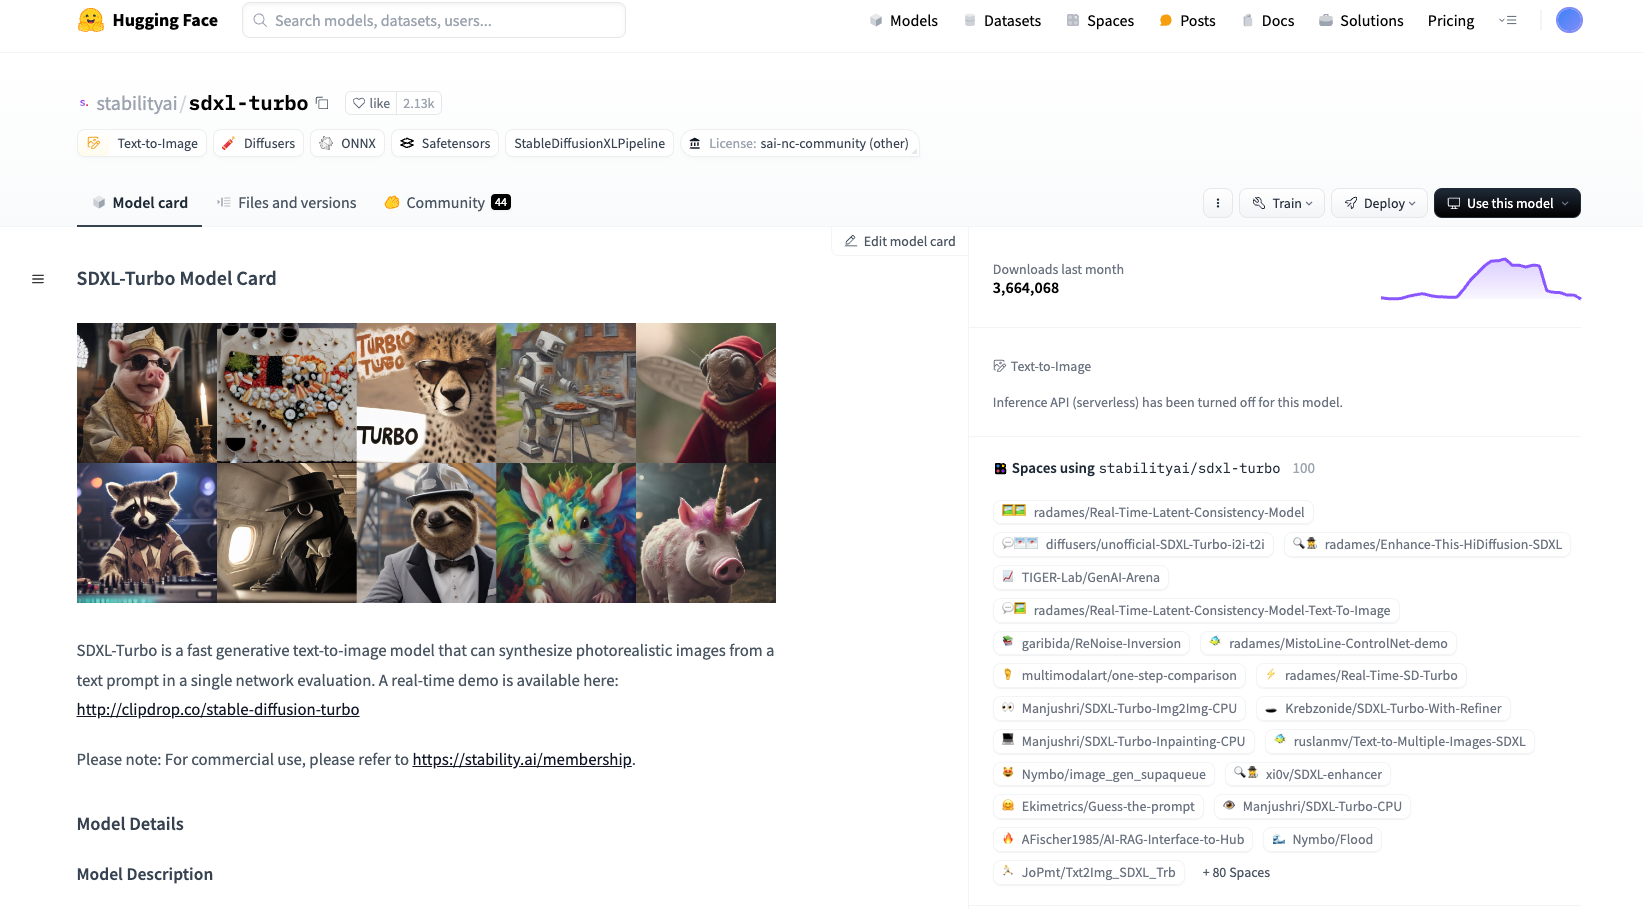 Hugging Face
Search models, datasets, users...
Models
Datasets
Spaces
Posts
Docs
Solutions
Pricing
s. stabilityai/sdxl-turbo
like 2.13k
Text-to-Image
Diffusers
ONNX
Safetensors
StableDiffusionXLPipeline
License: sai-nc-community (other)
Model card
Files and versions
Community 44
Train
Deploy
Use this model
Edit model card
SDXL-Turbo Model Card
TURBO
TURBO
TURBO
SDXL-Turbo is a fast generative text-to-image model that can synthesize photorealistic images from a
text prompt in a single network evaluation. A real-time demo is available here:
http://clipdrop.co/stable-diffusion-turbo
Please note: For commercial use, please refer to https://stability.ai/membership.
Model Details
Model Description
Downloads last month
3,664,068
Text-to-Image
Inference API (serverless) has been turned off for this model.
Spaces using stabilityai/sdxl-turbo 100
radames/Real-Time-Latent-Consistency-Model
diffusers/unofficial-SDXL-Turbo-i2i-t2i
radames/Enhance-This-HiDiffusion-SDXL
TIGER-Lab/GenAI-Arena
radames/Real-Time-Latent-Consistency-Model-Text-To-Image
garibida/ReNoise-Inversion
radames/MistoLine-ControlNet-demo
multimodalart/one-step-comparison
radames/Real-Time-SD-Turbo
Manjushri/SDXL-Turbo-Img2Img-CPU
Krebzonide/SDXL-Turbo-With-Refiner
Manjushri/SDXL-Turbo-Inpainting-CPU
ruslanmv/Text-to-Multiple-Images-SDXL
Nymbo/image_gen_supaqueue
xi0v/SDXL-enhancer
Ekimetrics/Guess-the-prompt
Manjushri/SDXL-Turbo-CPU
AFischer1985/AI-RAG-Interface-to-Hub
Nymbo/Flood
JoPmt/Txt2Img_SDXL_Trb
+ 80 Spaces